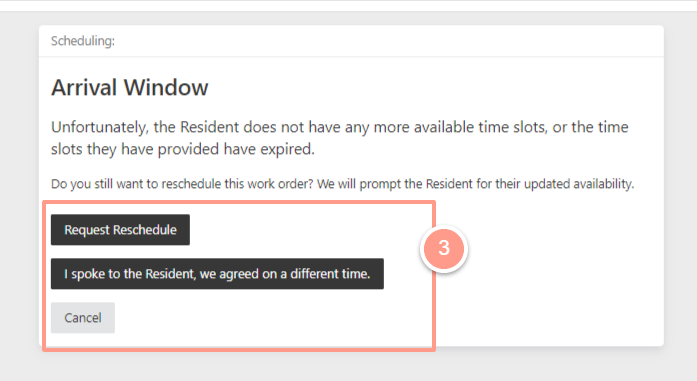 Scheduling:
Arrival Window
Unfortunately, the Resident does not have any more available time slots, or the time
slots they have provided have expired.
Do you still want to reschedule this work order? We will prompt the Resident for their updated availability.
Request Reschedule
3
I spoke to the Resident, we agreed on a different time.
Cancel